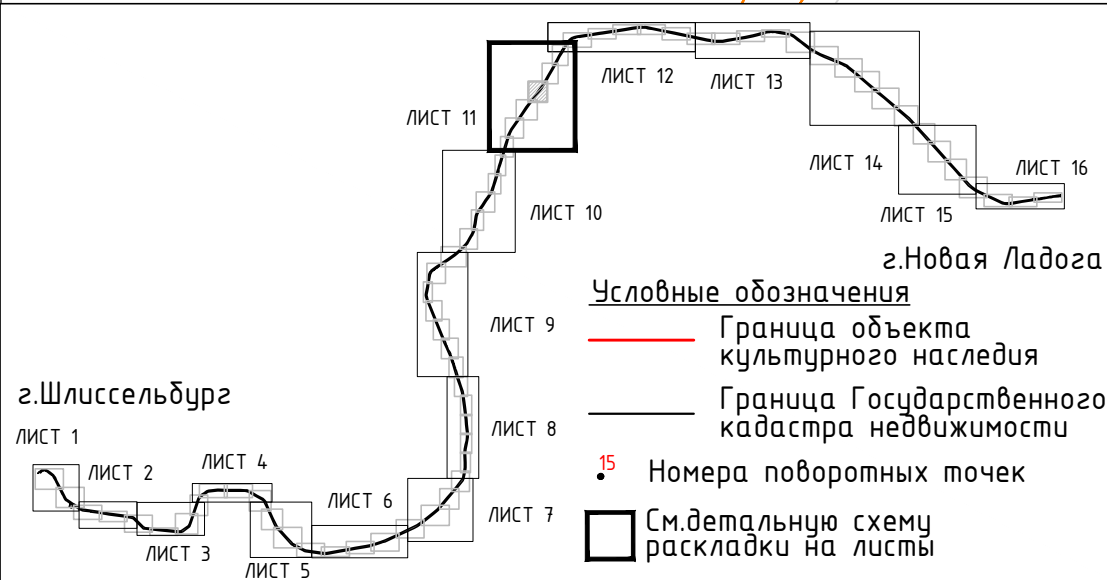 ЛИСТ 12
ЛИСТ 13
ЛИСТ 11
ЛИСТ 14
ЛИСТ 16
ЛИСТ 15
ЛИСТ 10
г.Новая Ладога
Условные обозначения
Граница объекта
культурного наследия
Граница Государственного
кадастра недвижимости
15
Номера поворотных точек
См.детальную схему
раскладки на листы
ЛИСТ 9
г.Шлиссельбург
ЛИСТ 8
ЛИСТ 1
ЛИСТ 2
ЛИСТ 4
ЛИСТ 6
ЛИСТ 7
ЛИСТ 3
ЛИСТ 5